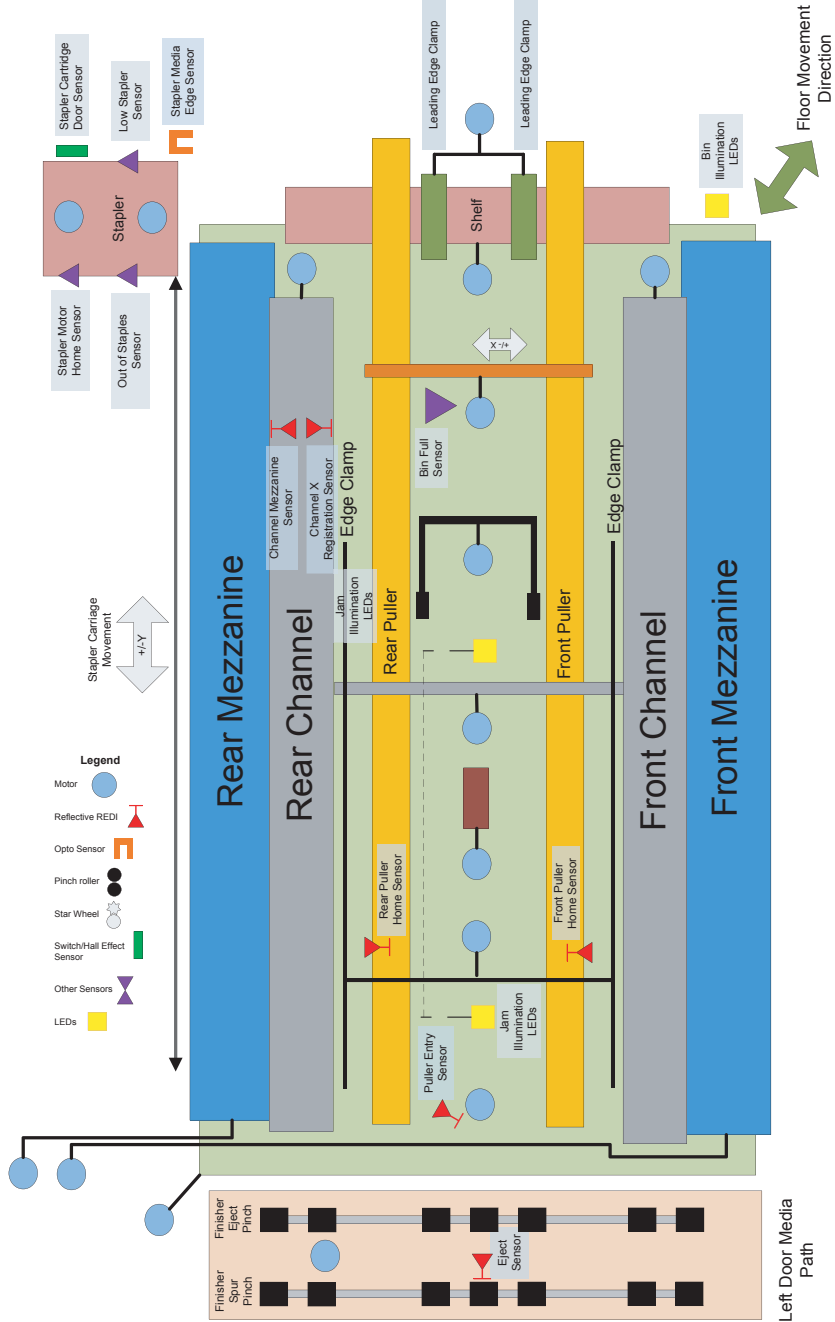 Stapler Cartridge
Door Sensor
Low Stapler
Sensor
Stapler Media
Edge Sensor
Stapler
Stapler Motor
Home Sensor
Out of Staples
Sensor
Stapler Carriage
Movement
+/-Y
Legend
Motor
Reflective REDI
Opto Sensor
Pinch roller
Star Wheel
Switch/Hall Effect
Sensor
Other Sensors
LEDs
Rear Mezzanine
Rear Channel
Channel Mezzanine
Sensor
Channel X
Registration Sensor
Edge Clamp
Jam
Illumination
LEDs
Rear Puller
Rear Puller
Home Sensor
Leading Edge Clamp
Leading Edge Clamp
Shelf
+/- X
Bin Full
Sensor
Puller Entry
Sensor
Jam
Illumination
LEDs
Front Puller
Front Puller
Home Sensor
Edge Clamp
Front Channel
Front Mezzanine
Bin
Illumination
LEDs
Floor Movement
Direction
Finisher
Eject
Pinch
Finisher
Spur
Pinch
Eject
Sensor
Left Door Media
Path